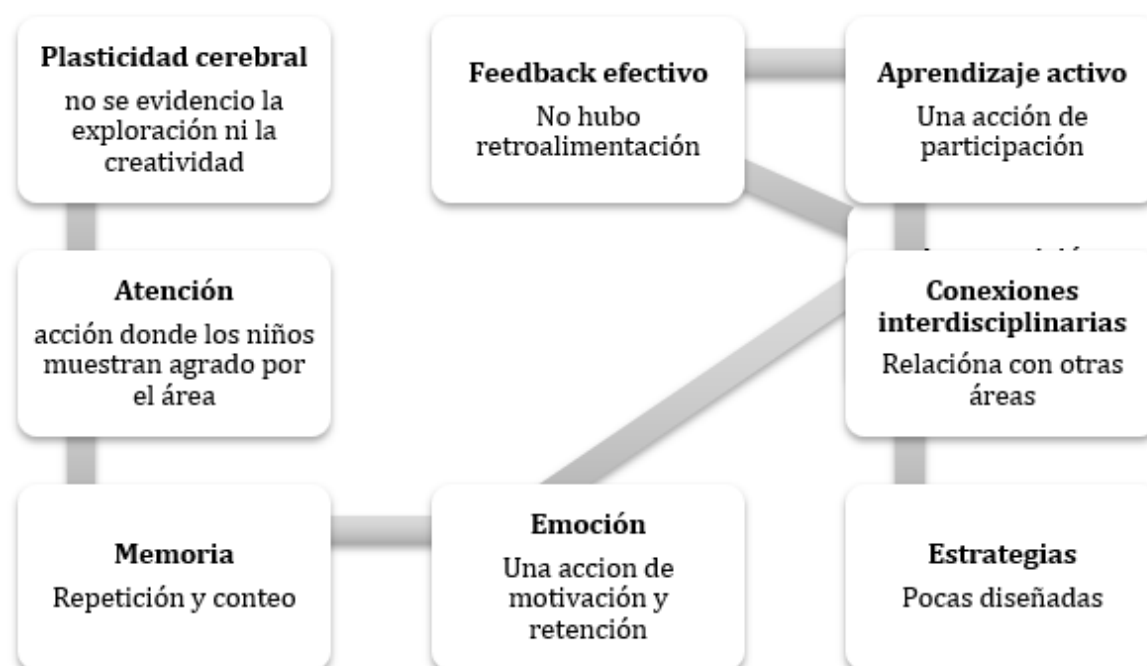 Plasticidad cerebral
no se evidencio la
exploración ni la
creatividad
Atención
acción donde los niños
muestran agrado por
el área
Memoria
Repetición y conteo
Emoción
Una accion de
motivación y
retención
Feedback efectivo
No hubo
retroalimentación
Aprendizaje activo
Una acción de
participación
Conexiones
interdisciplinarias
Relacióna con otras
áreas
Estrategias
Pocas diseñadas